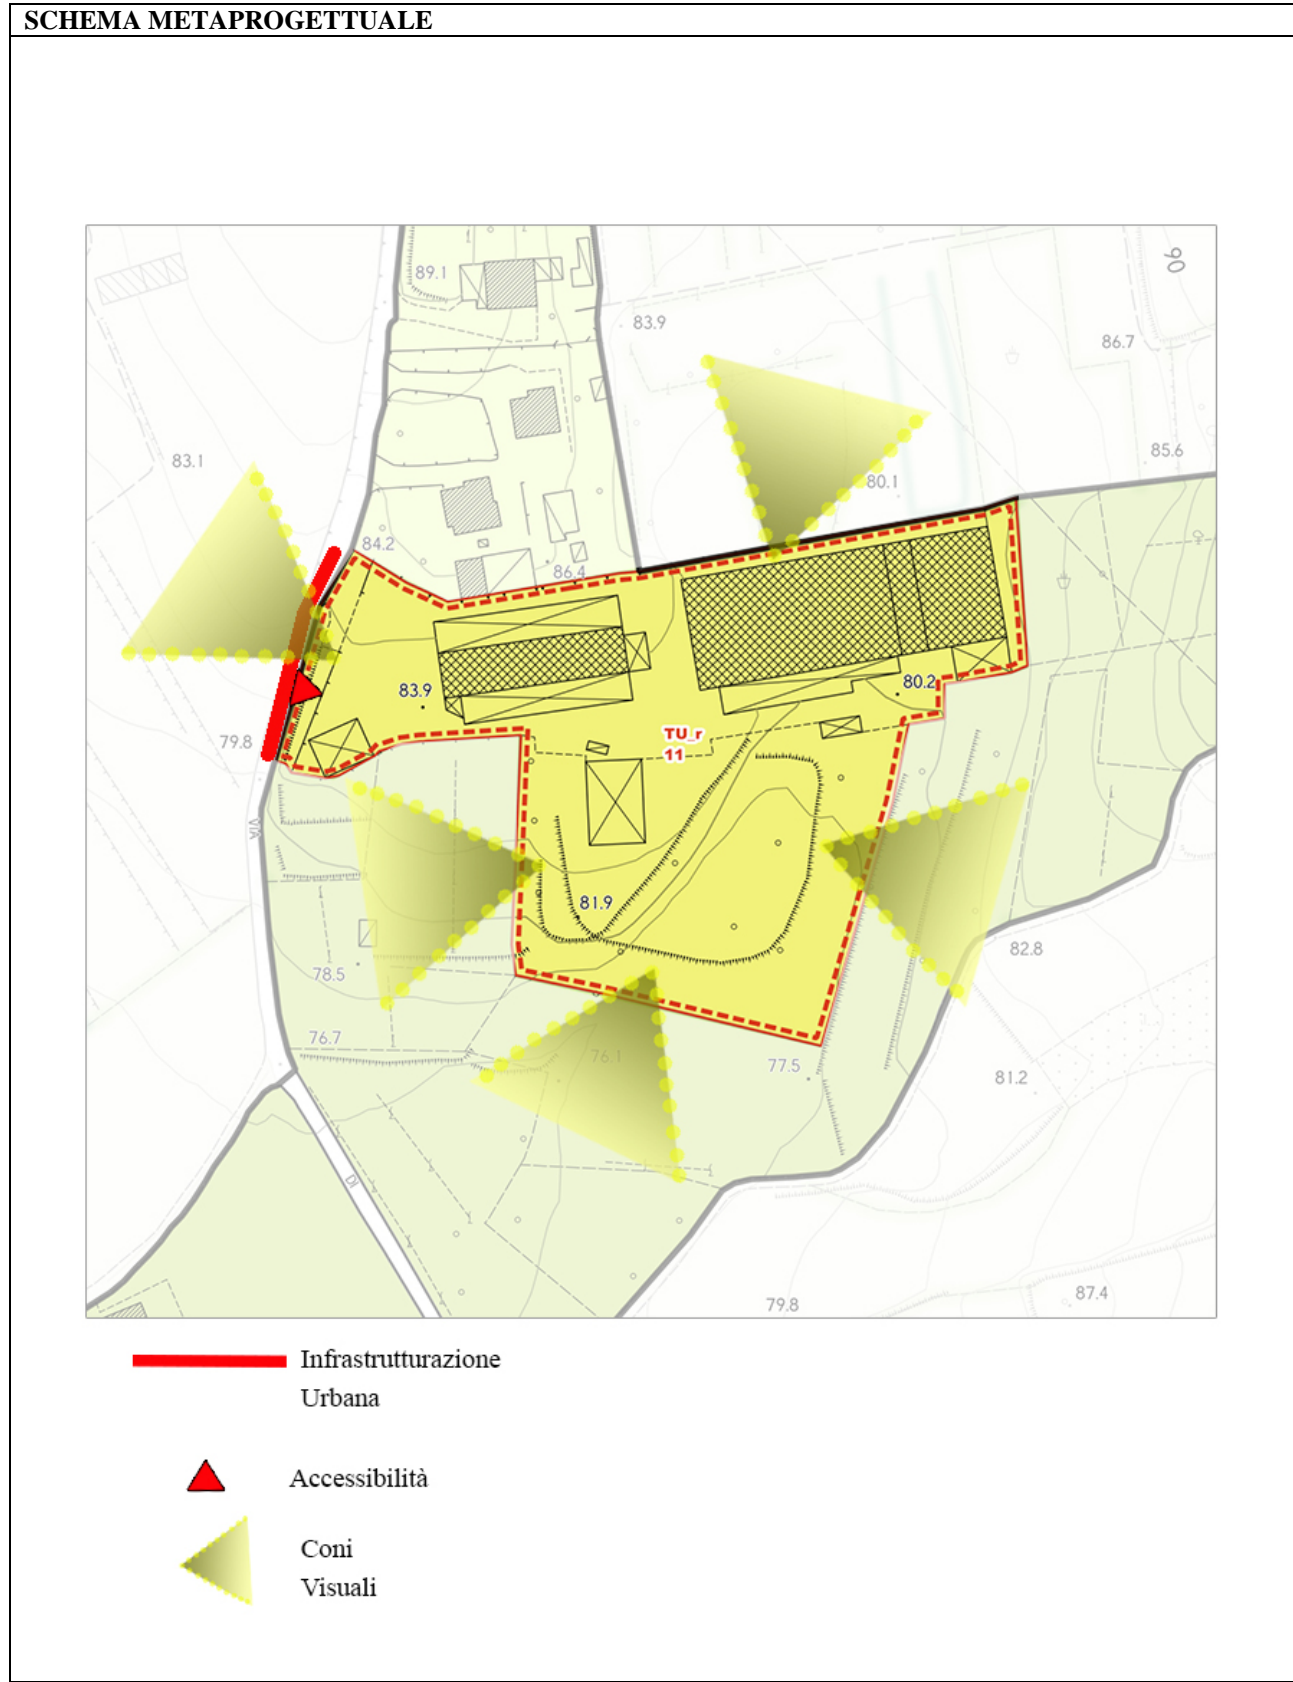 SCHEMA METAPROGETTUALE
90
89.1
83.9
86.7
83.1
85.6
80.1
84.2
86.4
83.9
80.2
79.8
TU_r
11
VIA
81.9
78.5
82.8
76.7
76.1
77.5
81.2
DI
79.8
87.4
Infrastrutturazione
Urbana
Accessibilità
Coni
Visuali